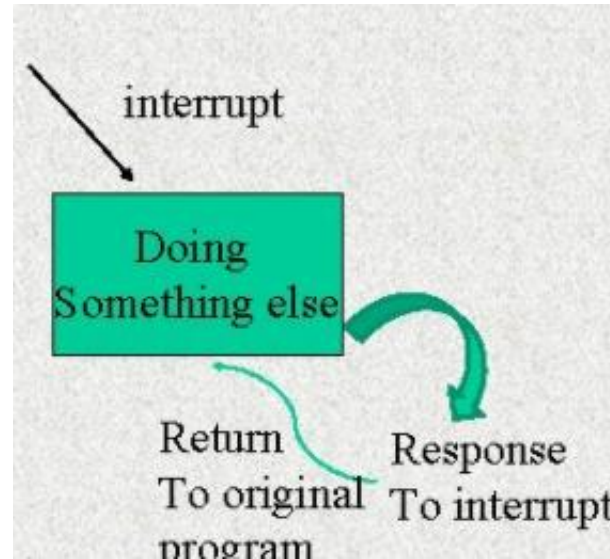 interrupt
Doing
Something else
Return
To original
program
Response
To interrupt